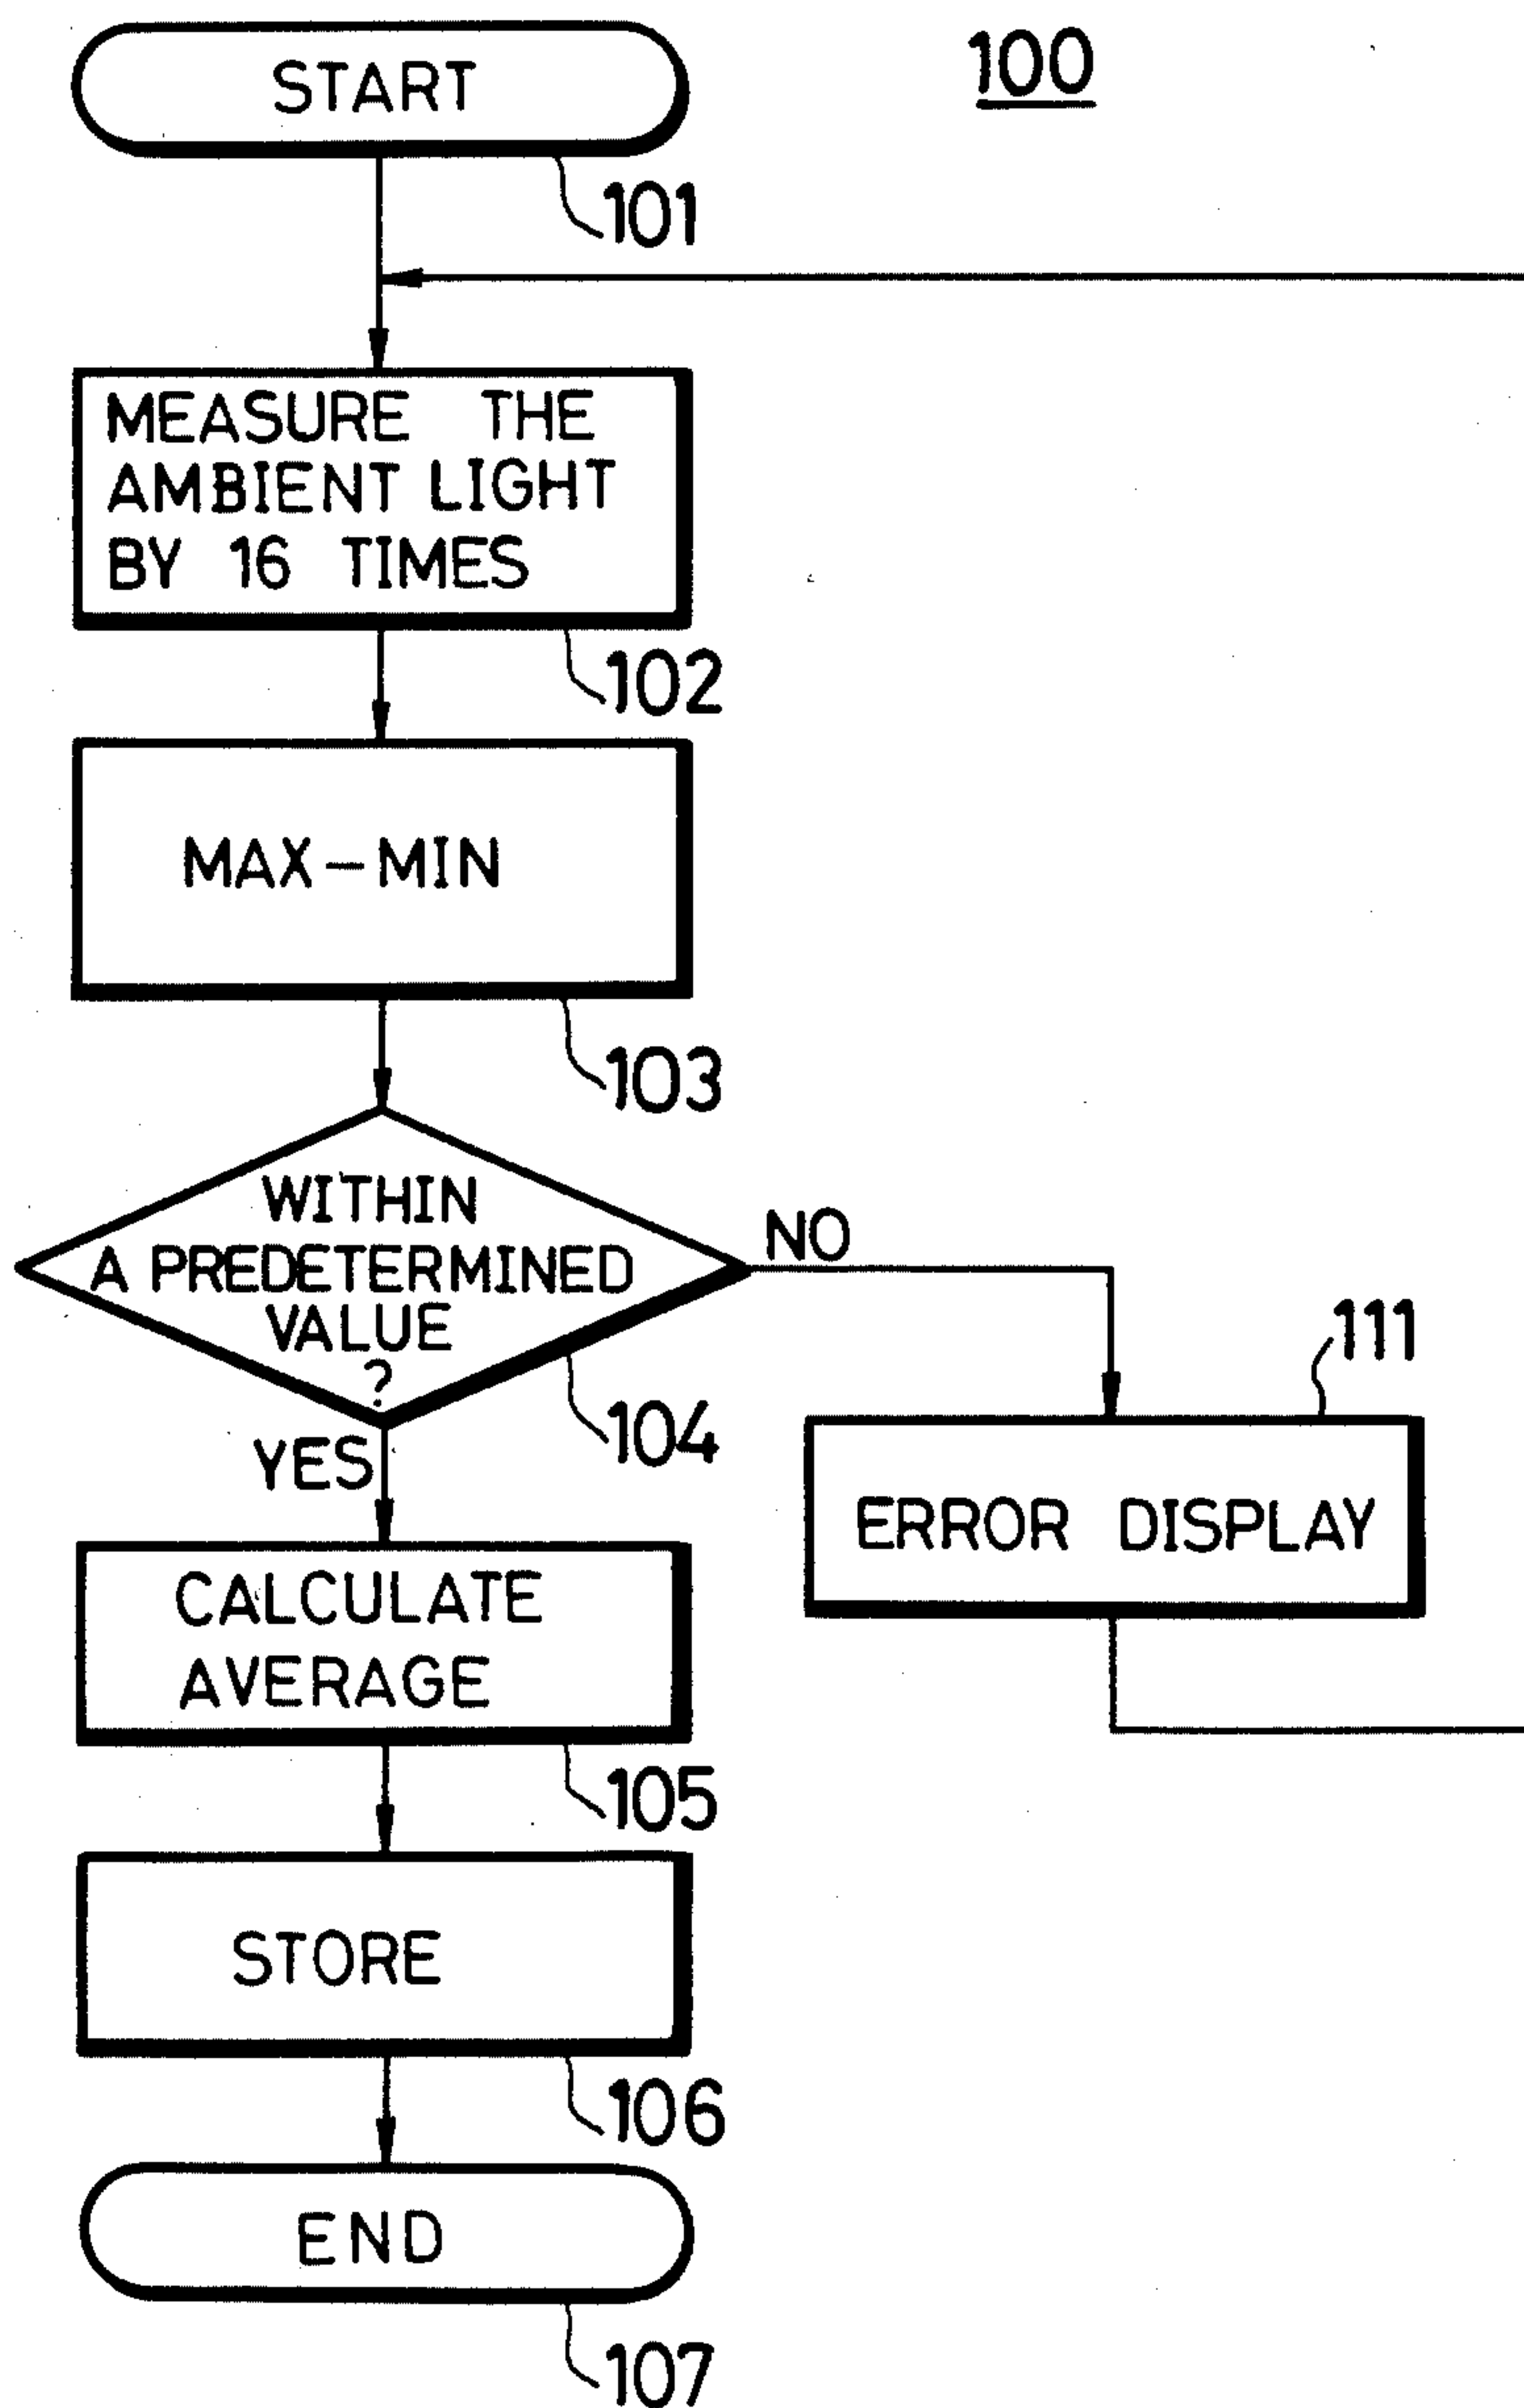 START
100
101
MEASURE THE
AMBIENT LIGHT
BY 16 TIMES
102
MAX-MIN
103
WITHIN
A PREDETERMINED
VALUE
?
NO
104
YES
111
ERROR DISPLAY
CALCULATE
AVERAGE
105
STORE
106
END
107